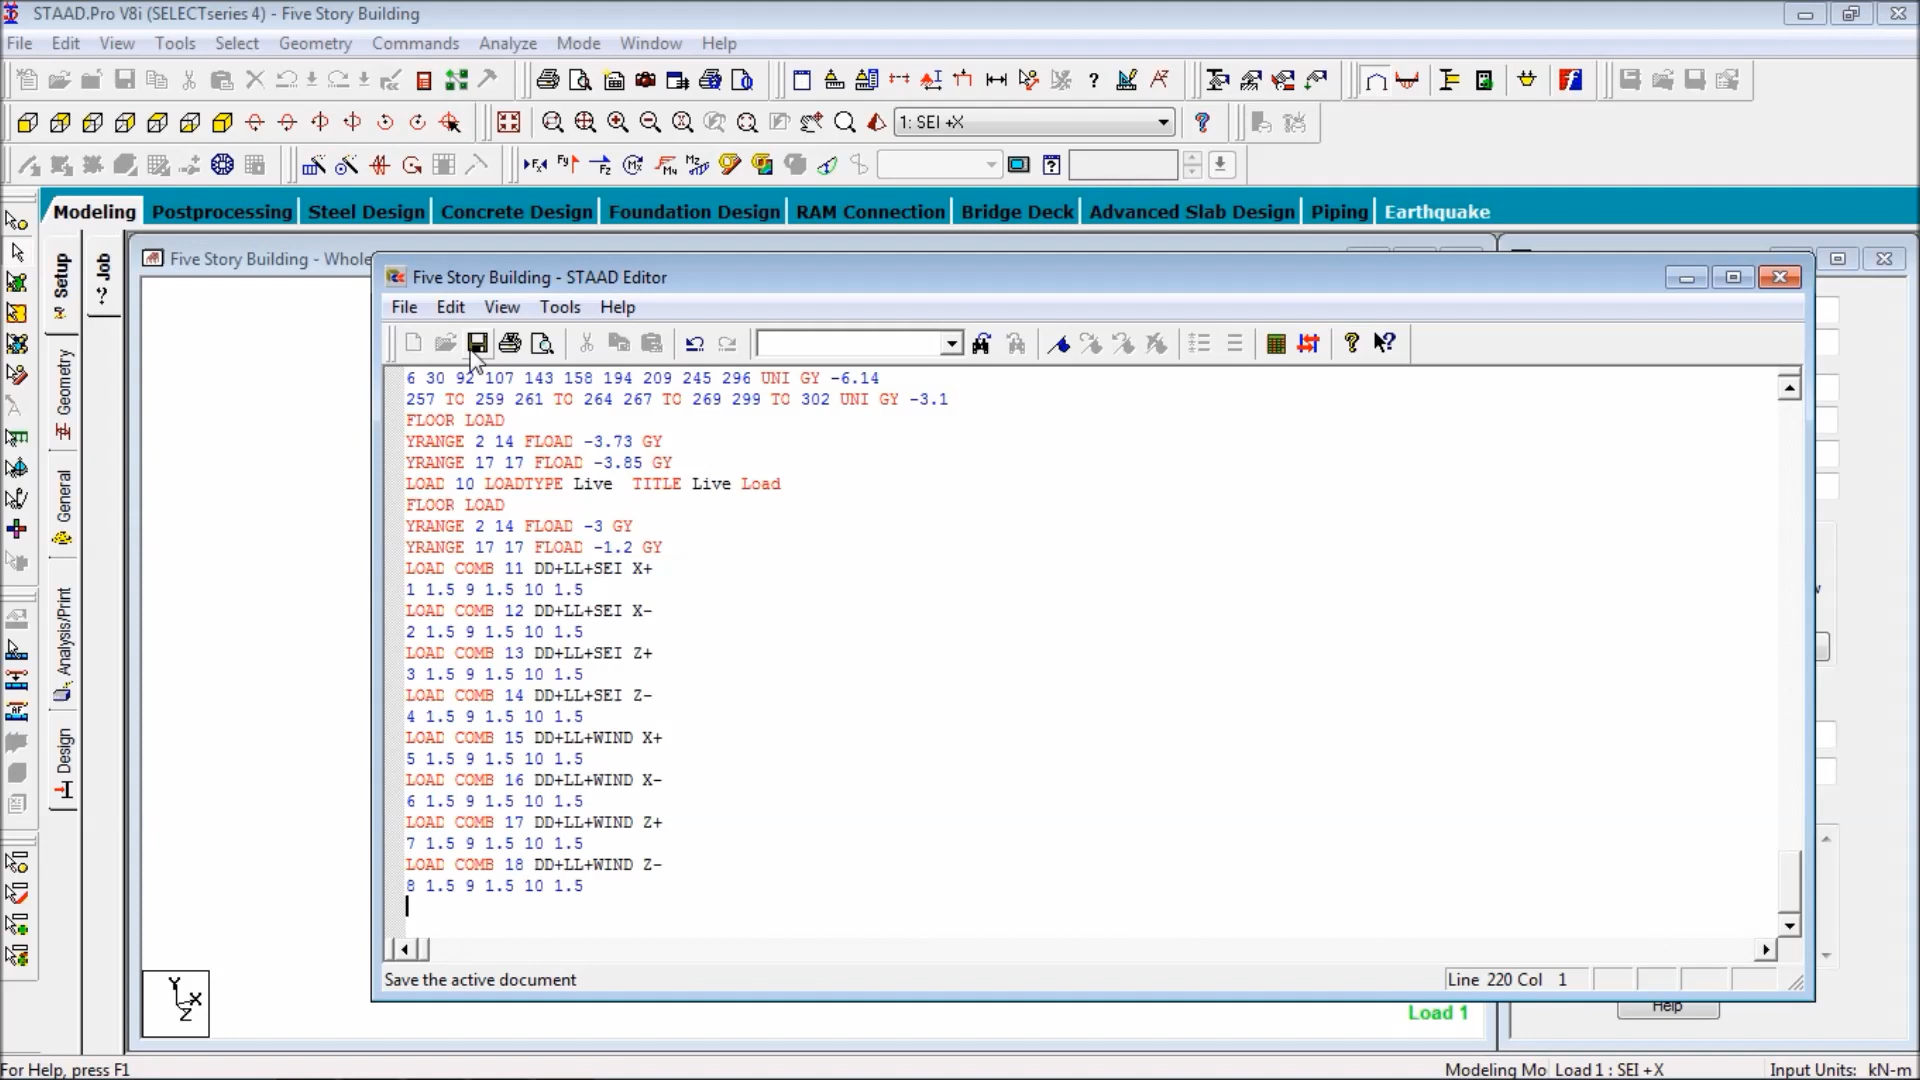 STAAD.Pro V8i (SELECTseries 4) - Five Story Building
File Edit View Tools Select Geometry Commands Analyze Mode Window Help
1: SEI +X
Modeling Postprocessing Steel Design Concrete Design Foundation Design RAM Connection Bridge Deck Advanced Slab Design Piping Earthquake
Setup
Job
Geometry
General
Analysis/Print
Design
Five Story Building - Whole
Five Story Building - STAAD Editor
File Edit View Tools Help
6 30 92 107 143 158 194 209 245 296 UNI GY -6.14
257 TO 259 261 TO 264 267 TO 269 299 TO 302 UNI GY -3.1
FLOOR LOAD
YRANGE 2 14 FLOAD -3.73 GY
YRANGE 17 17 FLOAD -3.85 GY
LOAD 10 LOADTYPE Live TITLE Live Load
FLOOR LOAD
YRANGE 2 14 FLOAD -3 GY
YRANGE 17 17 FLOAD -1.2 GY
LOAD COMB 11 DD+LL+SEI X+
1 1.5 9 1.5 10 1.5
LOAD COMB 12 DD+LL+SEI X-
2 1.5 9 1.5 10 1.5
LOAD COMB 13 DD+LL+SEI Z+
3 1.5 9 1.5 10 1.5
LOAD COMB 14 DD+LL+SEI Z-
4 1.5 9 1.5 10 1.5
LOAD COMB 15 DD+LL+WIND X+
5 1.5 9 1.5 10 1.5
LOAD COMB 16 DD+LL+WIND X-
6 1.5 9 1.5 10 1.5
LOAD COMB 17 DD+LL+WIND Z+
7 1.5 9 1.5 10 1.5
LOAD COMB 18 DD+LL+WIND Z-
8 1.5 9 1.5 10 1.5
Save the active document
Line 220 Col 1
Y
X
Z
Load 1
Help
For Help, press F1
Modeling Mo Load 1 : SEI +X
Input Units: kN-m